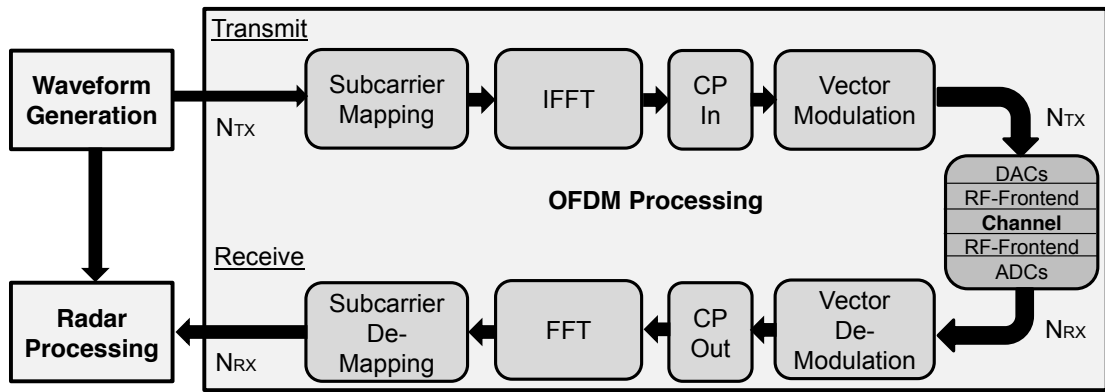 Transmit
Waveform
Generation
NTX
Subcarrier
Mapping
IFFT
CP
In
Vector
Modulation
NTX
DACs
RF-Frontend
Channel
RF-Frontend
ADCs
OFDM Processing
Receive
Radar
Processing
NRX
Subcarrier
De-
Mapping
FFT
CP
Out
Vector
De-
Modulation
NRX